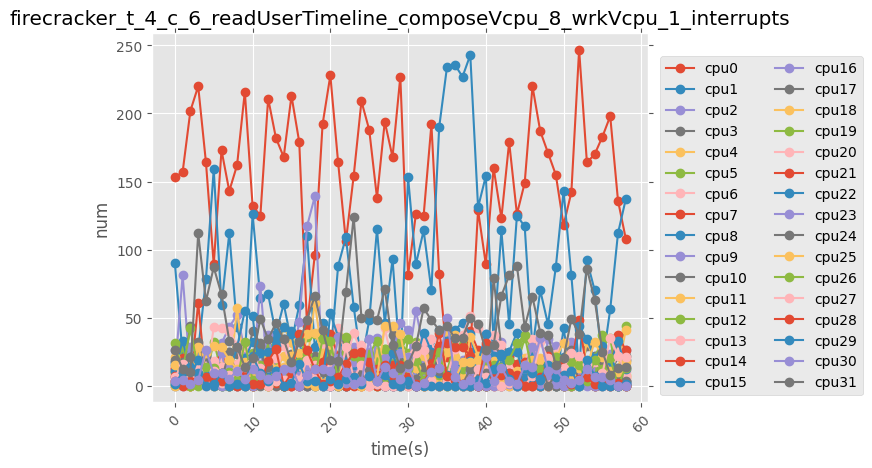 firecracker_t_4_c_6_readUserTimeline_composeVcpu_8_wrkVcpu_1_interrupts
250
200
150
100
50
0
num
0 10 20 30 40 50 60
time(s)
cpu0 cpu16
cpu1 cpu17
cpu2 cpu18
cpu3 cpu19
cpu4 cpu20
cpu5 cpu21
cpu6 cpu22
cpu7 cpu23
cpu8 cpu24
cpu9 cpu25
cpu10 cpu26
cpu11 cpu27
cpu12 cpu28
cpu13 cpu29
cpu14 cpu30
cpu15 cpu31